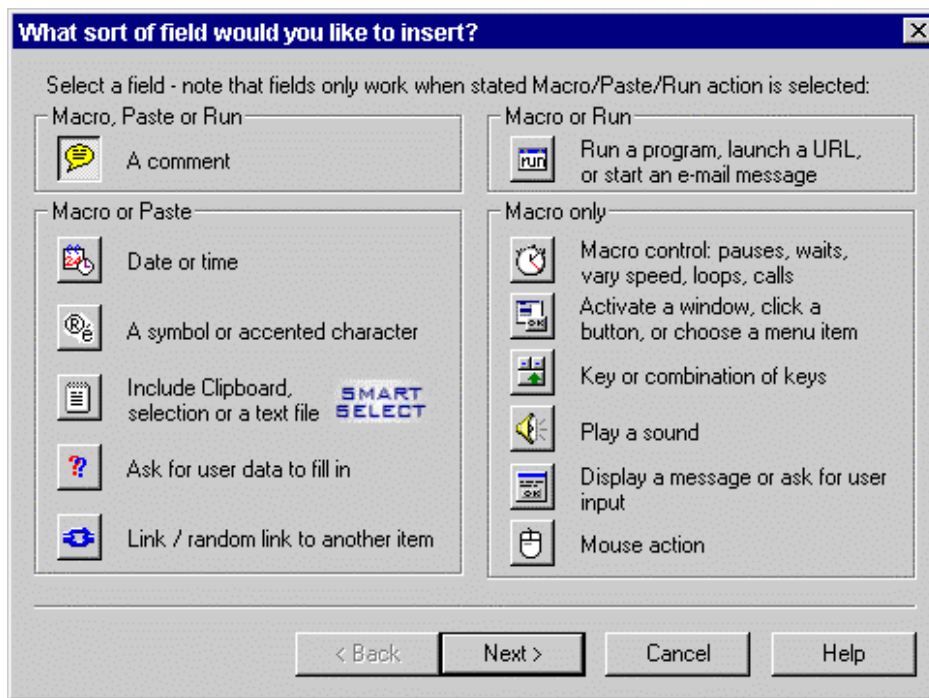 What sort of field would you like to insert?
Select a field - note that fields only work when stated Macro/Paste/Run action is selected:
Macro, Paste or Run
A comment
Macro or Paste
24
Date or time
®é
A symbol or accented character
Include Clipboard,
selection or a text file
SMART
SELECT
??
Ask for user data to fill in
Link / random link to another item
Macro or Run
run
Run a program, launch a URL,
or start an e-mail message
Macro only
Macro control: pauses, waits,
vary speed, loops, calls
OK
Activate a window, click a
button, or choose a menu item
Key or combination of keys
Play a sound
OK
Display a message or ask for user
input
Mouse action
< Back
Next >
Cancel
Help